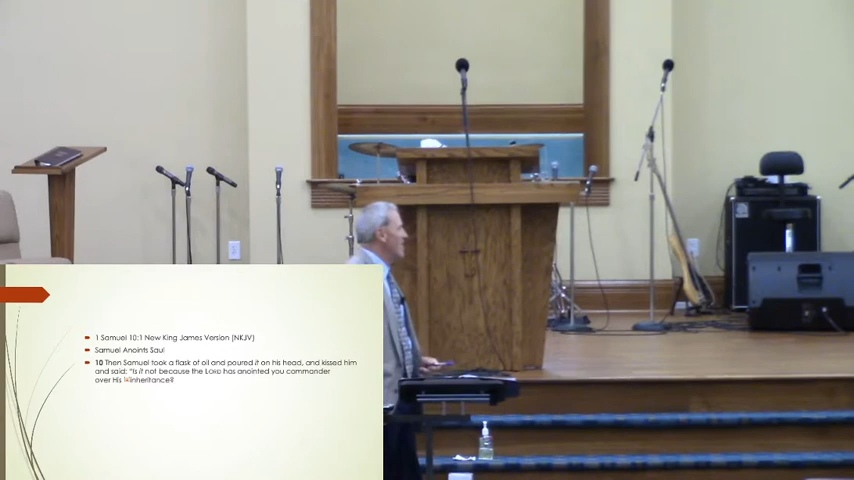 1 Samuel 10:1 New King James Version (NKJV)
Samuel Anoints Saul
10 Then Samuel took a flask of oil and poured it on his head, and kissed him
and said: "Is it not because the LORD has anointed you commander
over His [a]inheritance?